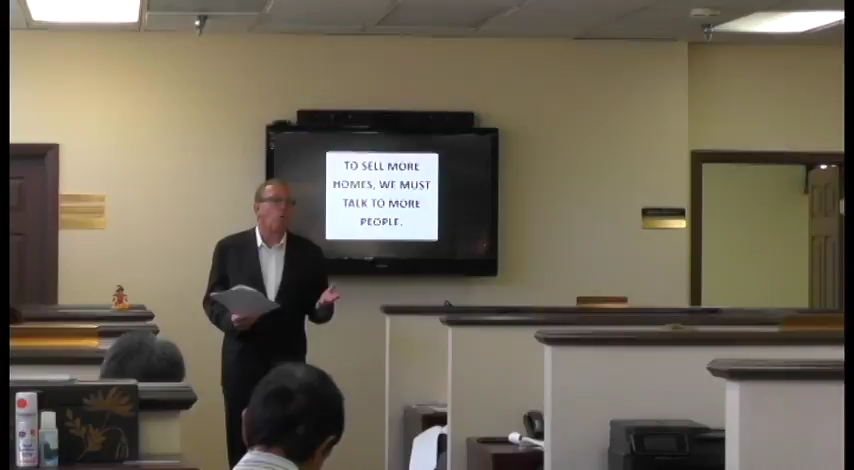 TO SELL MORE
HOMES, WE MUST
TALK TO MORE
PEOPLE.